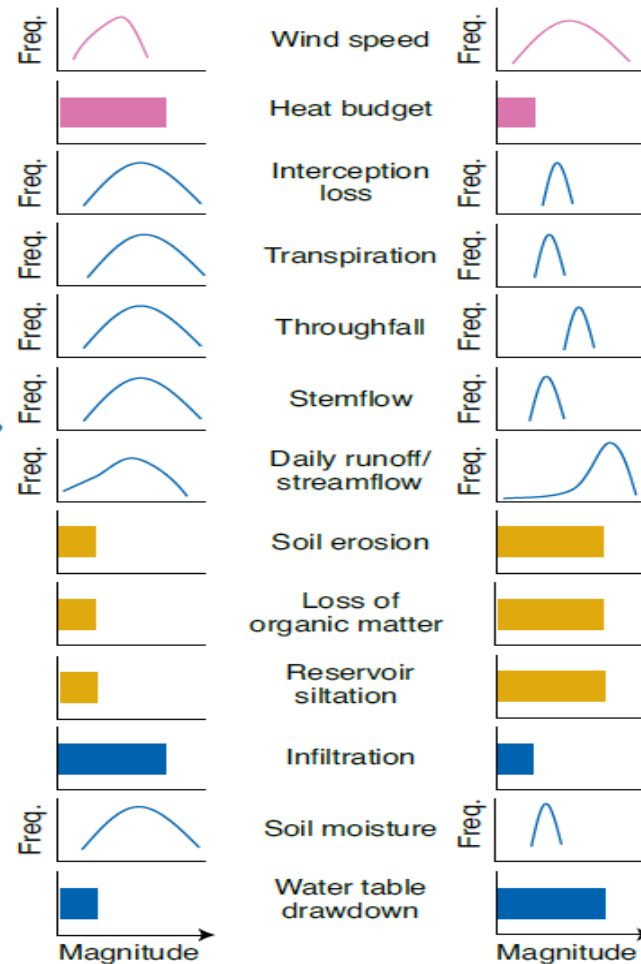 Freq.
Wind speed
Freq.
Heat budget
Freq.
Interception
loss
Freq.
Freq.
Transpiration
Freq.
Freq.
Throughfall
Freq.
Freq.
Stemflow
Freq.
Freq.
Daily runoff/
streamflow
Freq.
Soil erosion
Loss of
organic matter
Reservoir
siltation
Infiltration
Freq.
Soil moisture
Freq.
Water table
drawdown
Magnitude
Magnitude